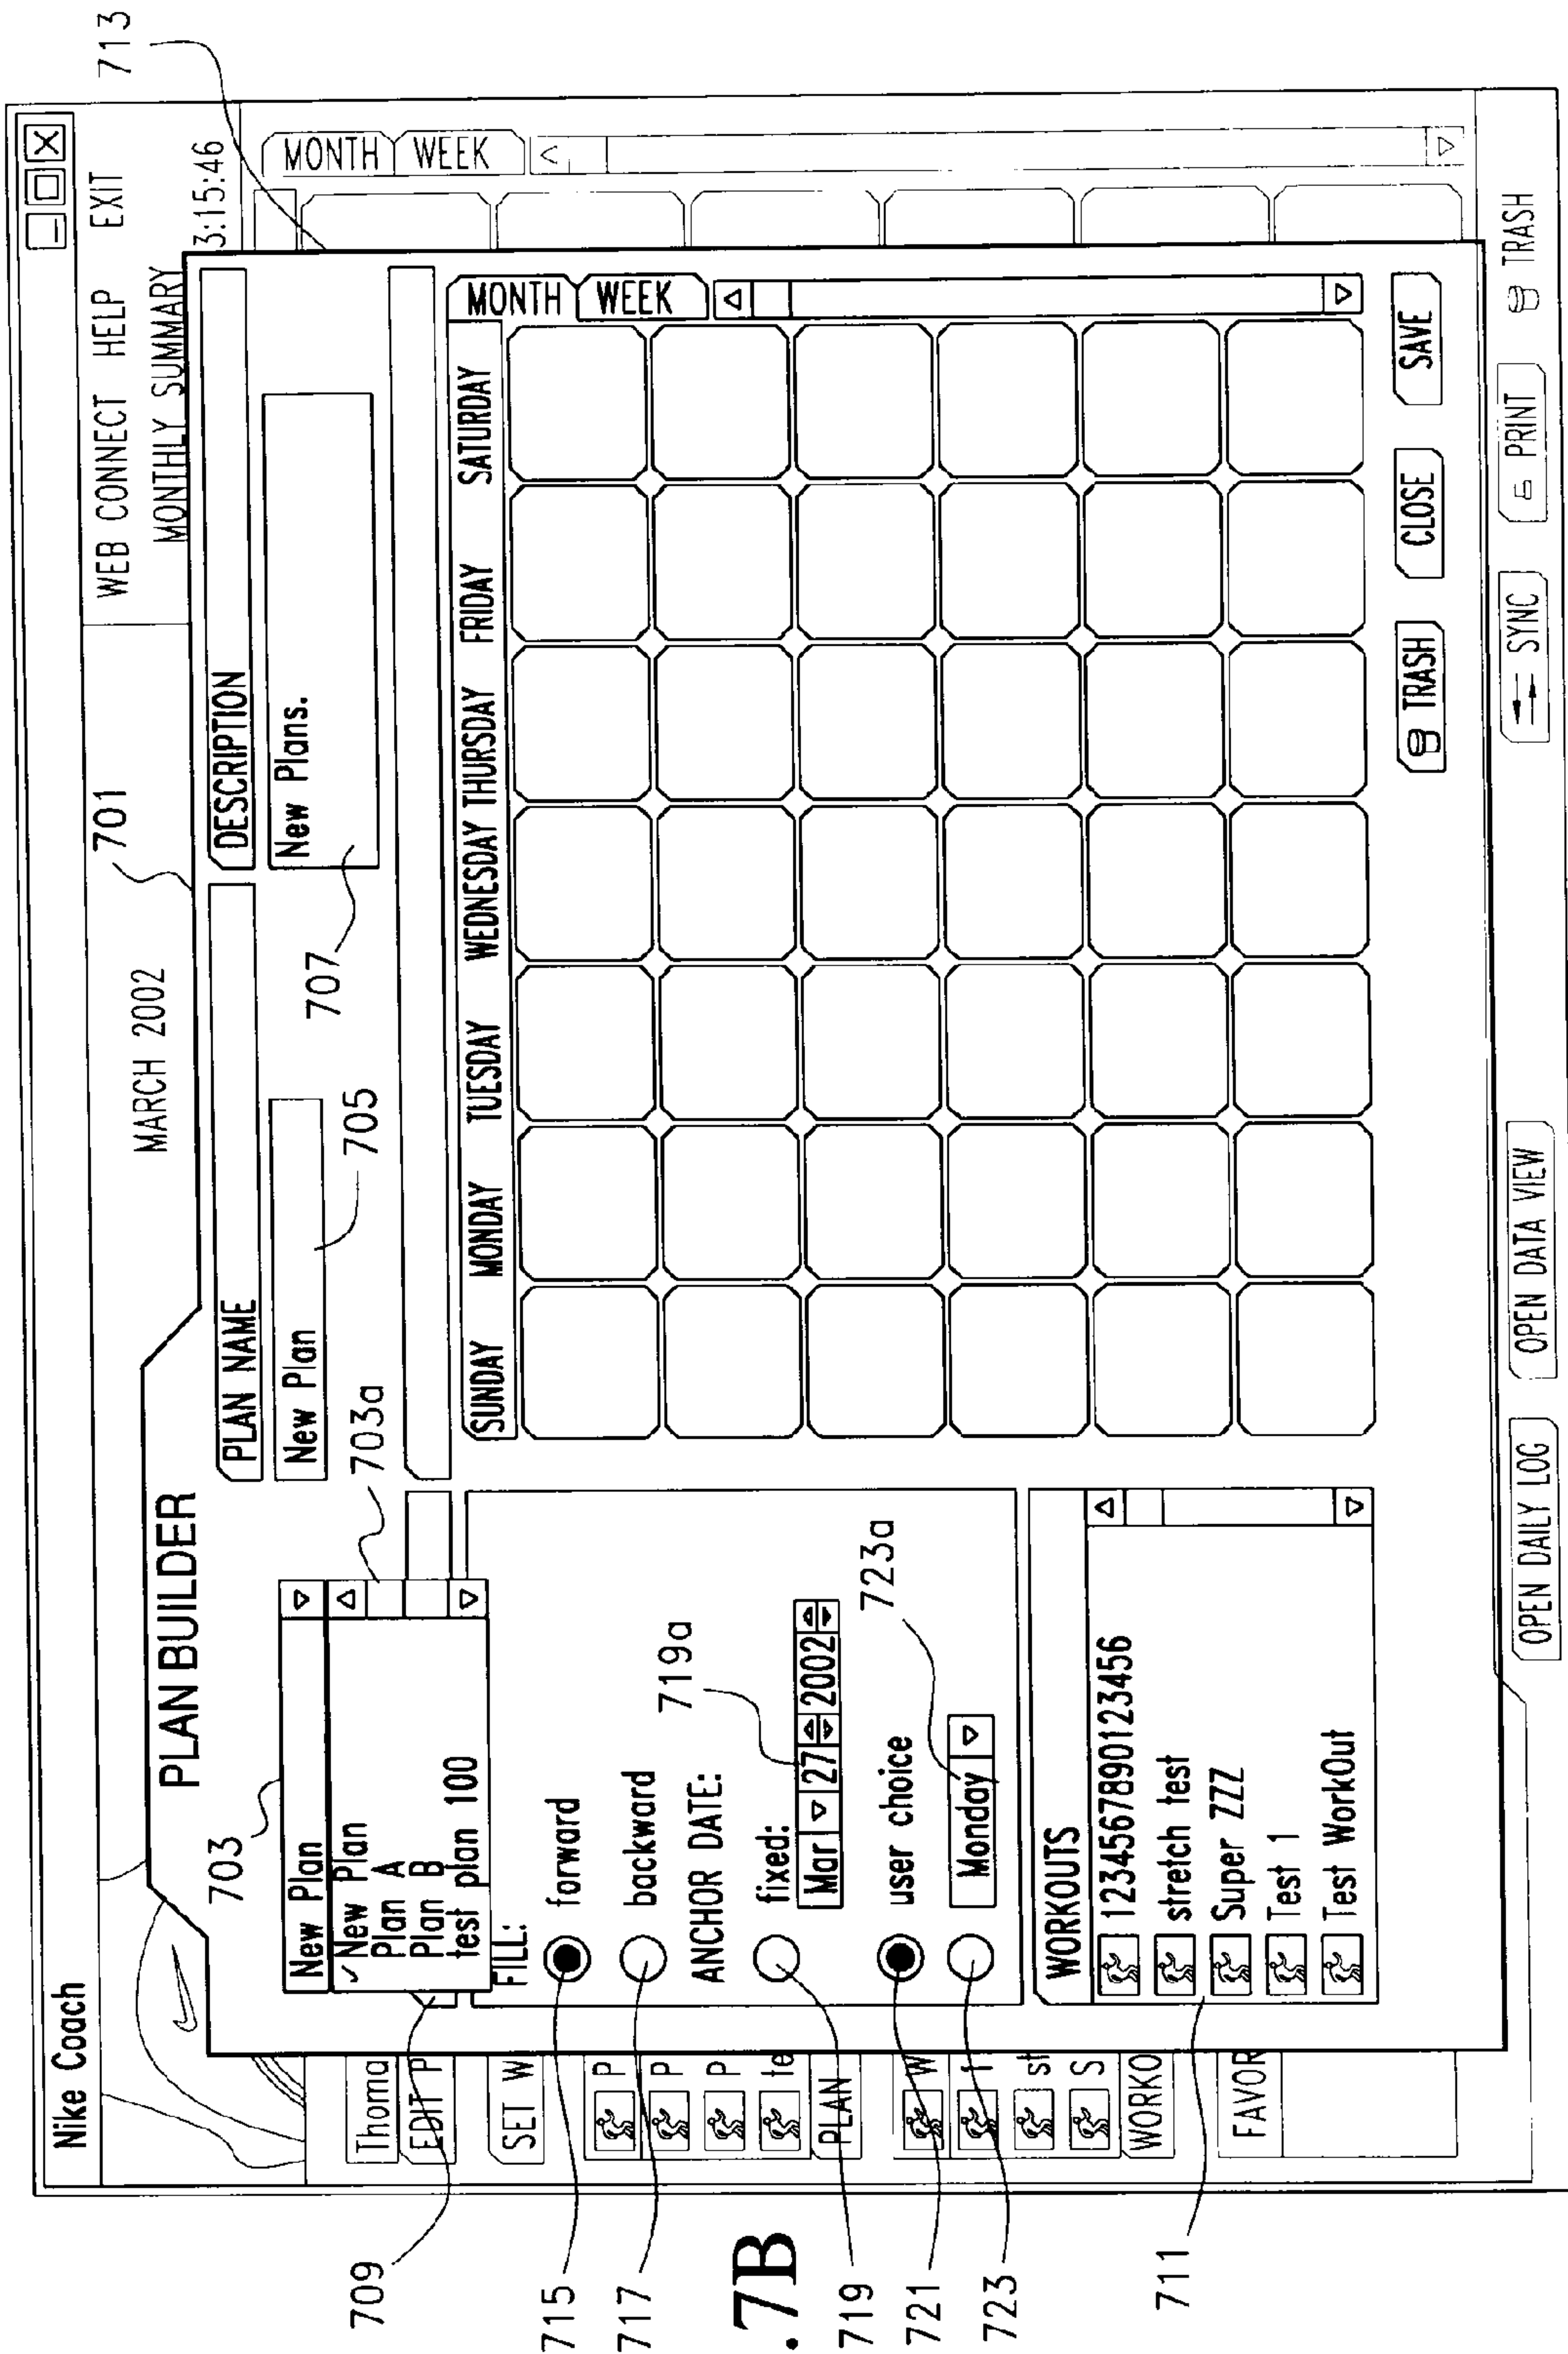 Nike Coach
WEB CONNECT HELP EXIT
MARCH 2002
MONTHLY SUMMARY
3:15:46
701
713
PLAN BUILDER
703
New Plan
✓ New Plan
Plan A
Plan B
test plan 100
703a
PLAN NAME
New Plan
705
DESCRIPTION
New Plans.
707
709
FILL:
715
forward
717
backward
ANCHOR DATE:
719
fixed:
Mar 27 2002
719a
721
user choice
723
Monday
723a
WORKOUTS
711
1234567890123456
stretch test
Super ZZZ
Test 1
Test WorkOut
SUNDAY MONDAY TUESDAY WEDNESDAY THURSDAY FRIDAY SATURDAY
MONTH
WEEK
TRASH CLOSE SAVE
MONTH
WEEK
Thoma
EDIT P
SET W
P
P
P
te
PLAN
W
st
S
WORKO
FAVOR
OPEN DAILY LOG OPEN DATA VIEW SYNC PRINT TRASH
.7B